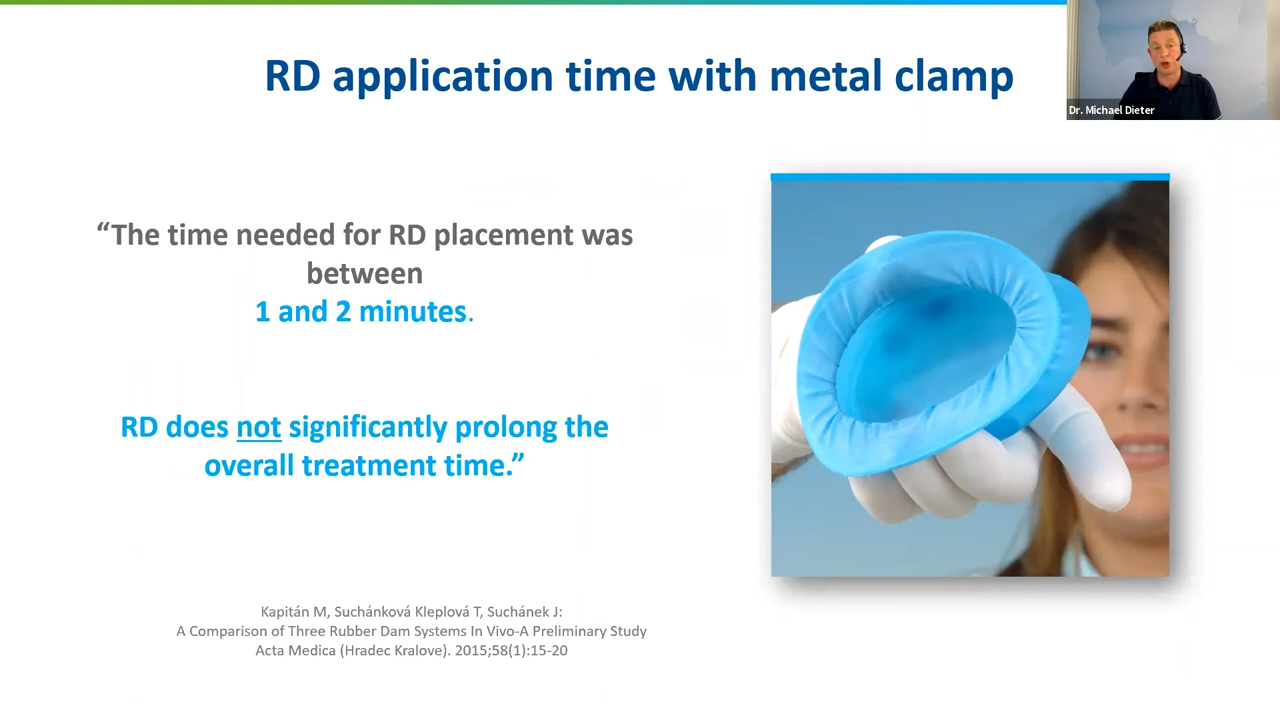 RD application time with metal clamp
Dr. Michael Dieter
“The time needed for RD placement was
between
1 and 2 minutes.
RD does not significantly prolong the
overall treatment time.”
Kapitán M, Suchánková Kleplová T, Suchánek J:
A Comparison of Three Rubber Dam Systems In Vivo-A Preliminary Study
Acta Medica (Hradec Kralove). 2015;58(1):15-20